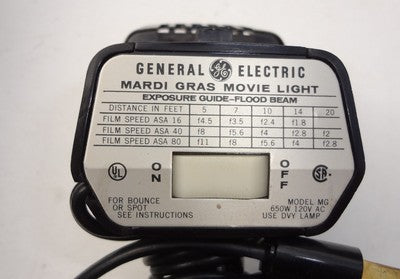 GENERAL GE ELECTRIC
MARDI GRAS MOVIE LIGHT
EXPOSURE GUIDE-FLOOD BEAM
DISTANCE IN FEET 5 7 10 14 20
FILM SPEED ASA 16 f4.5 f3.5 f2.4 f1.8
FILM SPEED ASA 40 f8 f5.6 f4 f2.8 f2
FILM SPEED ASA 80 f11 f8 f5.6 f4 f2.8
UL ON OFF SA
FOR BOUNCE
OR SPOT
SEE INSTRUCTIONS
MODEL MG
650W 120V AC
USE DVY LAMP